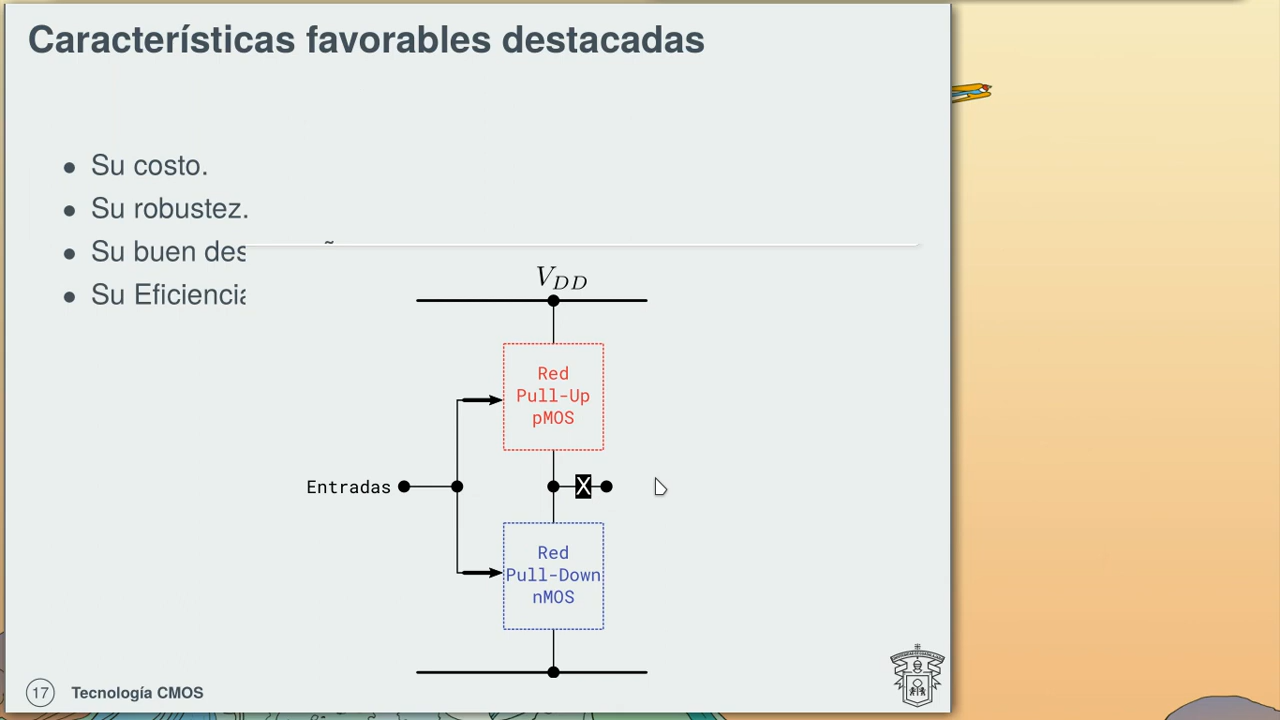 Características favorables destacadas
Su costo.
Su robustez.
Su buen des
Su Eficiencia
V_DD
Red
Pull-Up
pMOS
Entradas
X
Red
Pull-Down
nMOS
17 Tecnología CMOS